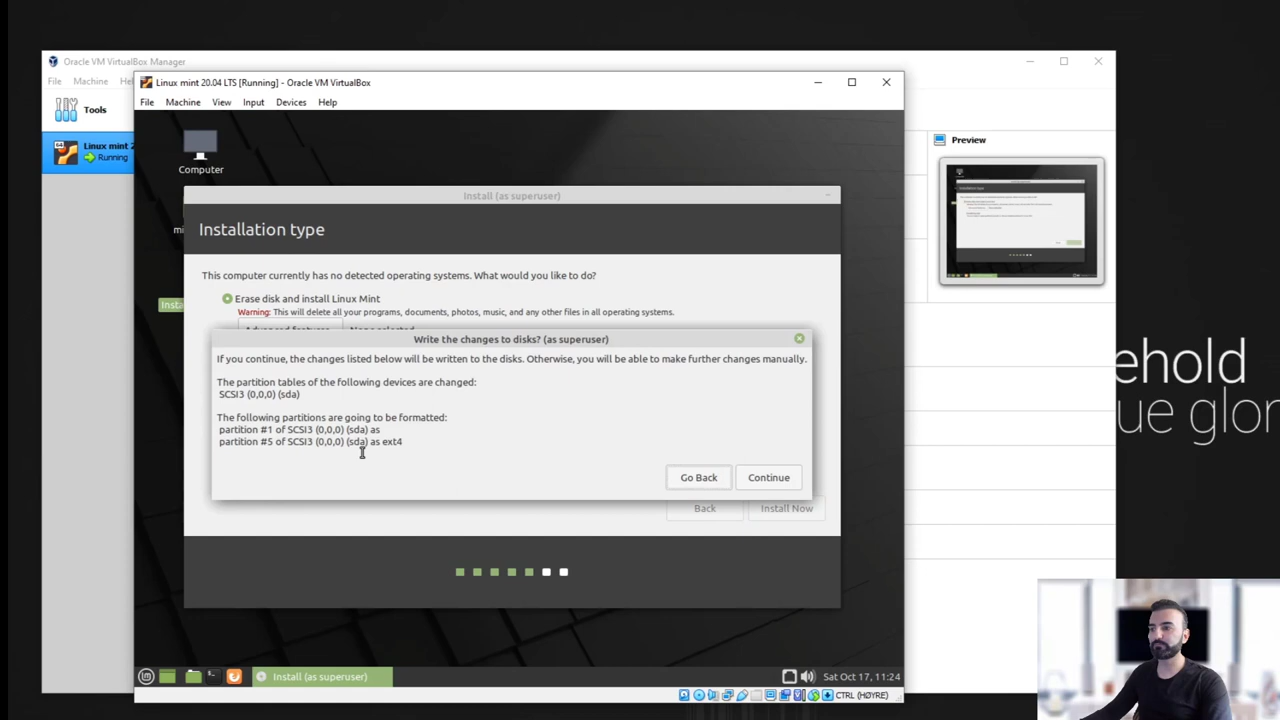 Oracle VM VirtualBox Manager
File Machine
Tools
Linux mint 2
Running
Linux mint 20.04 LTS [Running] - Oracle VM VirtualBox
File Machine View Input Devices Help
Computer
Install (as superuser)
Installation type
This computer currently has no detected operating systems. What would you like to do?
Erase disk and install Linux Mint
Warning: This will delete all your programs, documents, photos, music, and any other files in all operating systems.
Write the changes to disks? (as superuser)
If you continue, the changes listed below will be written to the disks. Otherwise, you will be able to make further changes manually.
The partition tables of the following devices are changed:
SCSI3 (0,0,0) (sda)
The following partitions are going to be formatted:
partition #1 of SCSI3 (0,0,0) (sda) as
partition #5 of SCSI3 (0,0,0) (sda) as ext4
Go Back Continue
Back Install Now
Install (as superuser)
Sat Oct 17, 11:24
CTRL (HØYRE)
Preview
ehold
ue glor